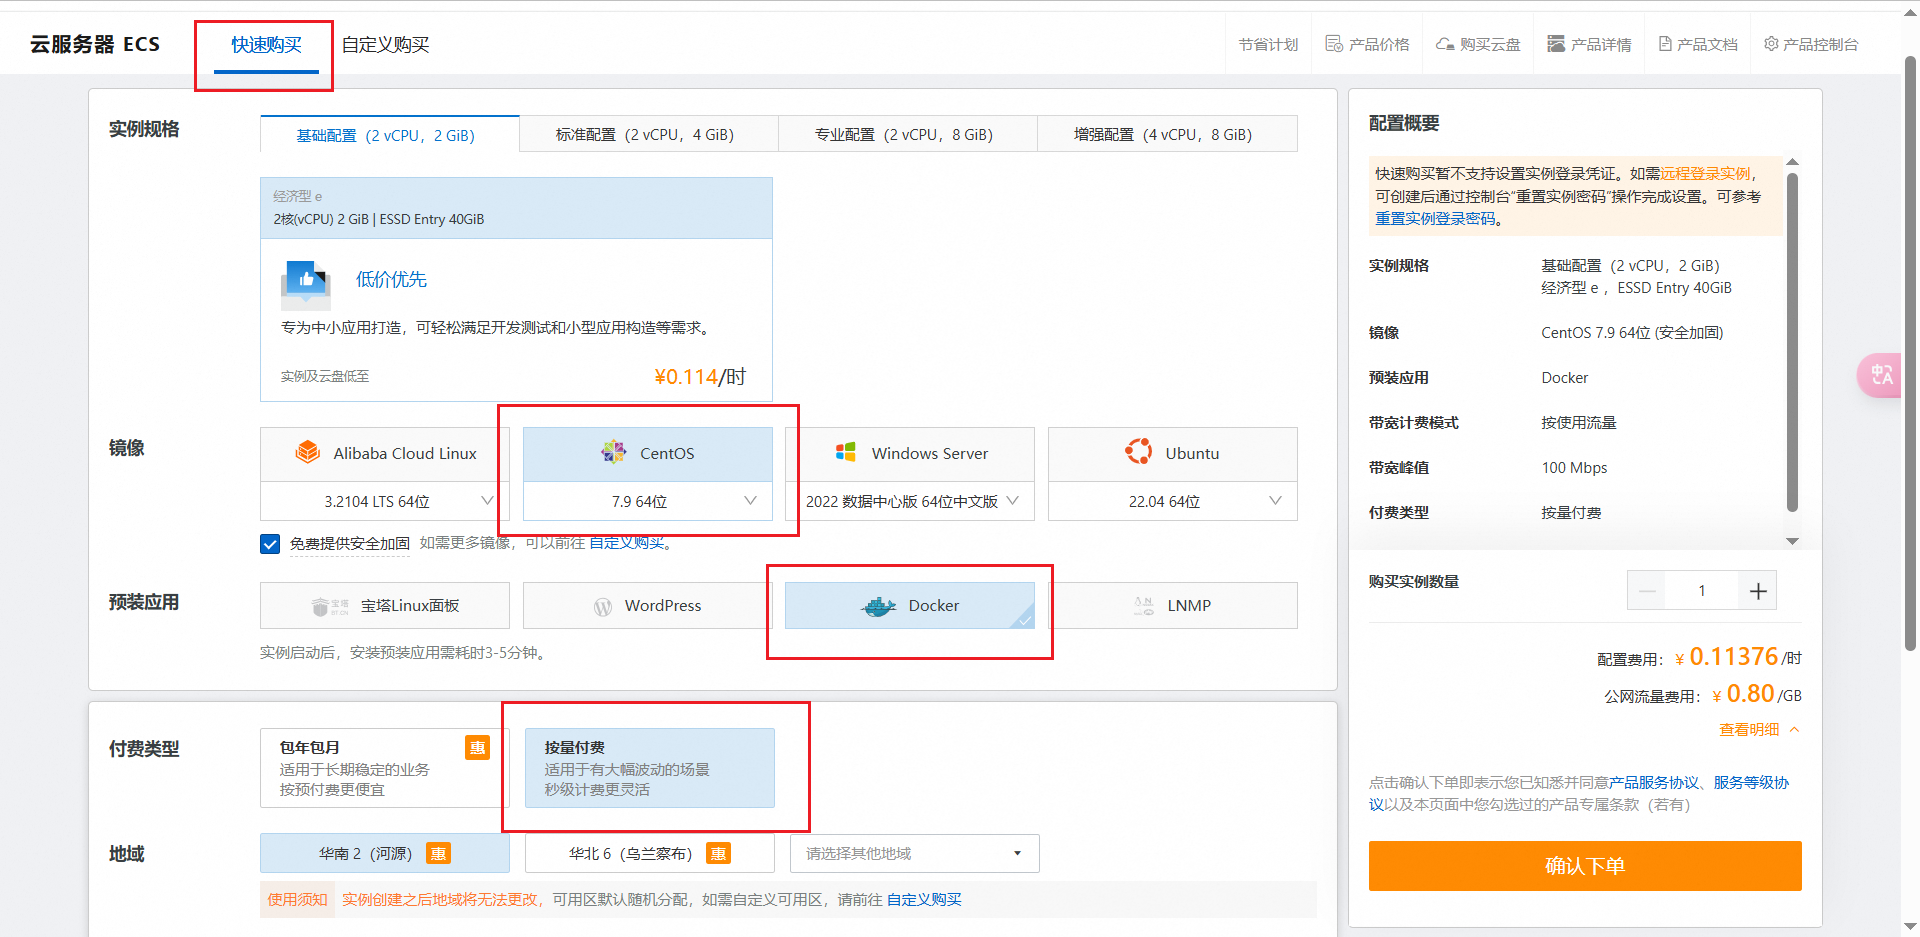 云服务器 ECS
快速购买
自定义购买
节省计划
产品价格
购买云盘
产品详情
产品文档
产品控制台
实例规格
基础配置（2 vCPU，2 GiB）
标准配置（2 vCPU，4 GiB）
专业配置（2 vCPU，8 GiB）
增强配置（4 vCPU，8 GiB）
经济型 e
2核(vCPU) 2 GiB | ESSD Entry 40GiB
低价优先
专为中小应用打造，可轻松满足开发测试和小型应用构造等需求。
实例及云盘低至
¥0.114/时
镜像
Alibaba Cloud Linux
CentOS
Windows Server
Ubuntu
3.2104 LTS 64位
7.9 64位
2022 数据中心版 64位中文版
22.04 64位
免费提供安全加固 如需更多镜像，可以前往 自定义购买。
预装应用
宝塔Linux面板
WordPress
Docker
LNMP
实例启动后，安装预装应用需耗时3-5分钟。
付费类型
包年包月
惠
适用于长期稳定的业务
按预付费更便宜
按量付费
适用于有大幅波动的场景
秒级计费更灵活
地域
华南 2（河源） 惠
华北 6（乌兰察布） 惠
请选择其他地域
使用须知 实例创建之后地域将无法更改，可用区默认随机分配，如需自定义可用区，请前往 自定义购买
配置概要
快速购买暂不支持设置实例登录凭证。如需远程登录实例，
可创建后通过控制台“重置实例密码”操作完成设置。可参考
重置实例登录密码。
实例规格
基础配置（2 vCPU，2 GiB）
经济型 e ，ESSD Entry 40GiB
镜像
CentOS 7.9 64位 (安全加固)
预装应用
Docker
带宽计费模式
按使用流量
带宽峰值
100 Mbps
付费类型
按量付费
购买实例数量
1
配置费用：¥ 0.11376 /时
公网流量费用：¥ 0.80 /GB
查看明细
点击确认下单即表示您已知悉并同意产品服务协议、服务等级协
议以及本页面中您勾选过的产品专属条款（若有）
确认下单